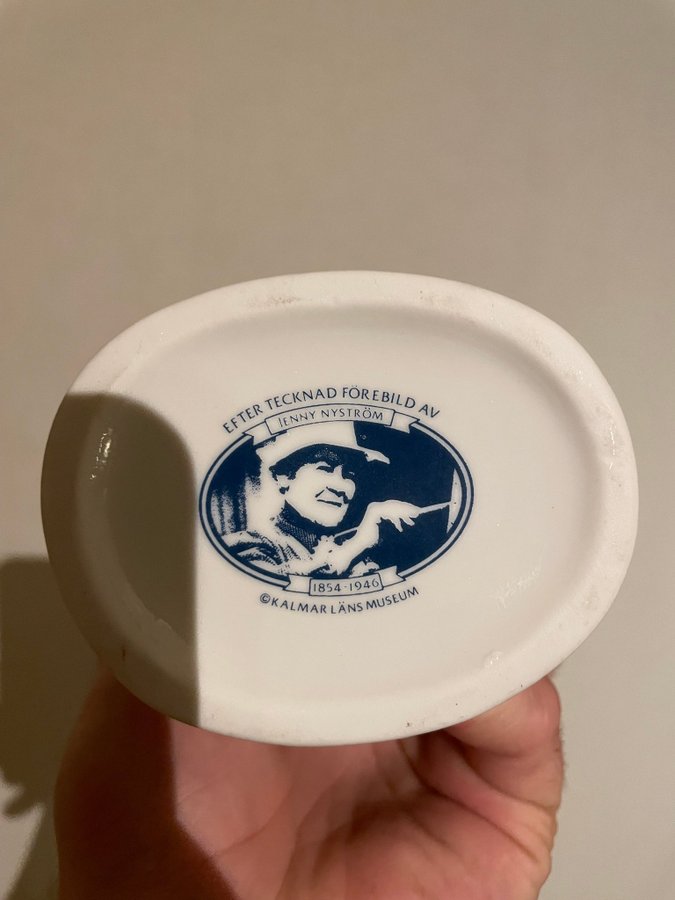 EFTER TECKNAD FÖREBILD AV
JENNY NYSTRÖM
1854-1946
©KALMAR LÄNS MUSEUM